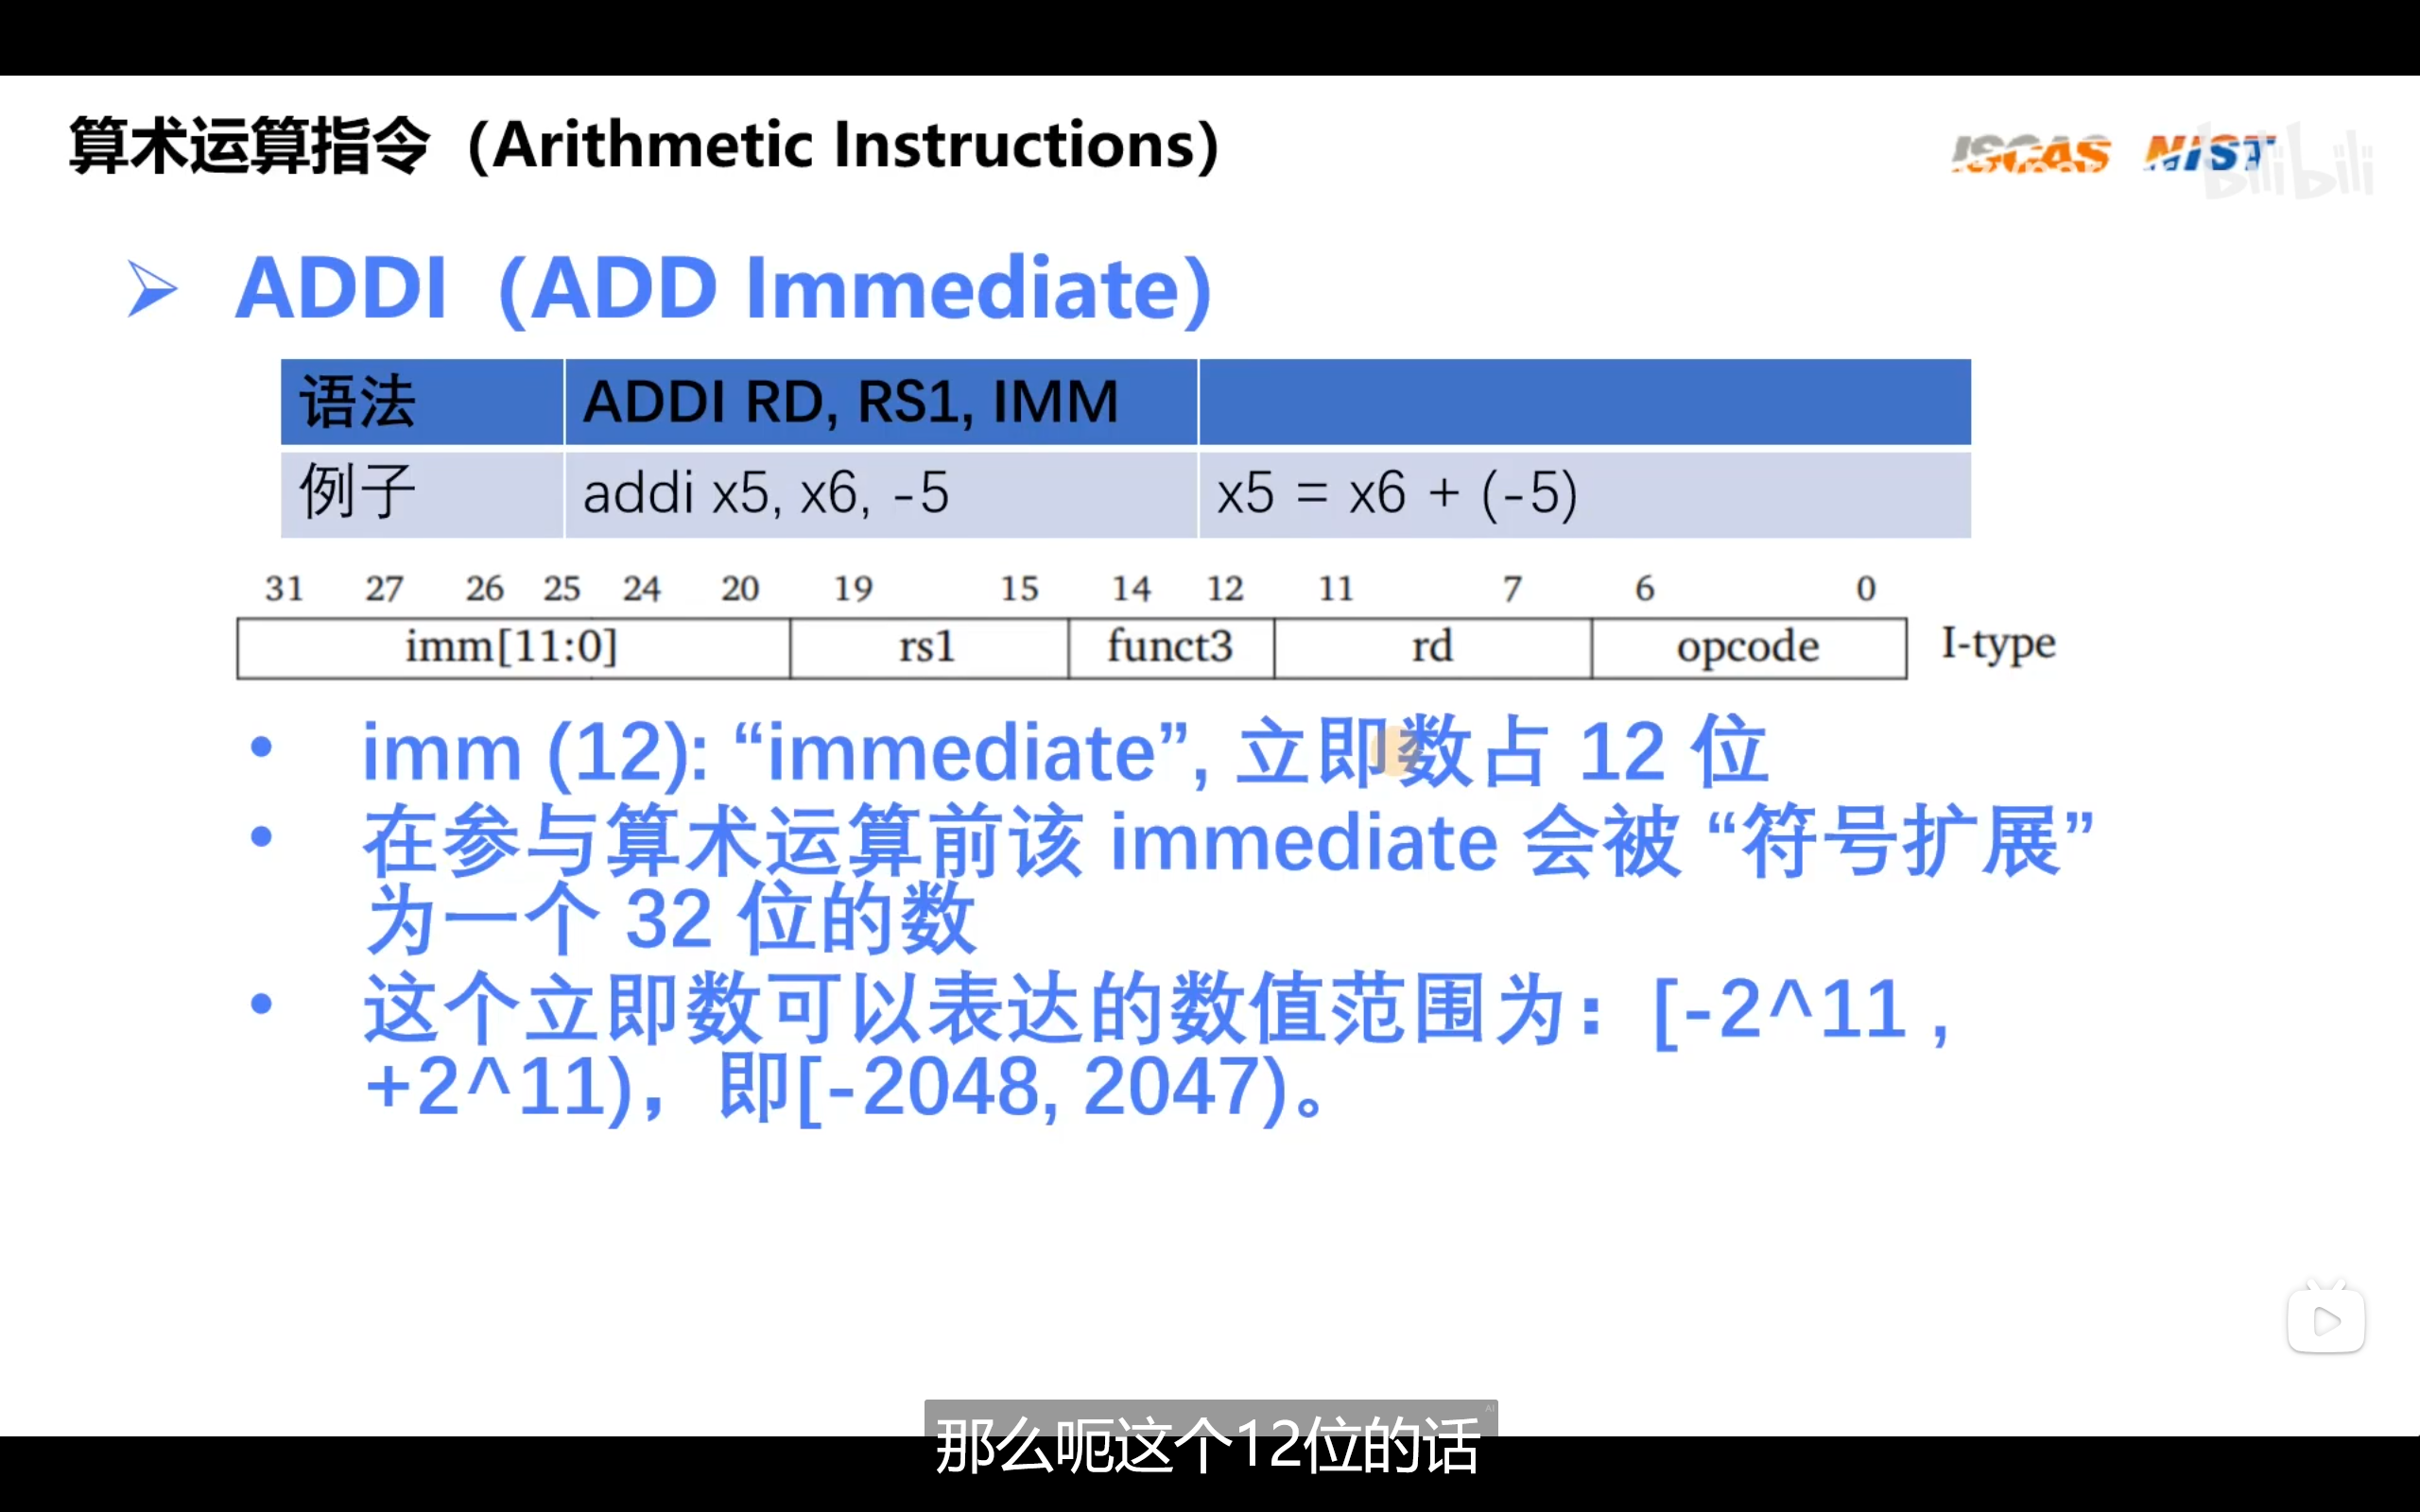 算术运算指令（Arithmetic Instructions）
ISCAS NIST bilibili
ADDI（ADD Immediate）
语法 ADDI RD, RS1, IMM
例子 addi x5, x6, -5 x5 = x6 + (-5)
31 27 26 25 24 20 19 15 14 12 11 7 6 0
imm[11:0] rs1 funct3 rd opcode I-type
• imm (12): “immediate”, 立即数占 12 位
• 在参与算术运算前该 immediate 会被 “符号扩展”
为一个 32 位的数
• 这个立即数可以表达的数值范围为：[-2^11 ,
+2^11)，即[-2048, 2047)。
AI
那么呃这个12位的话